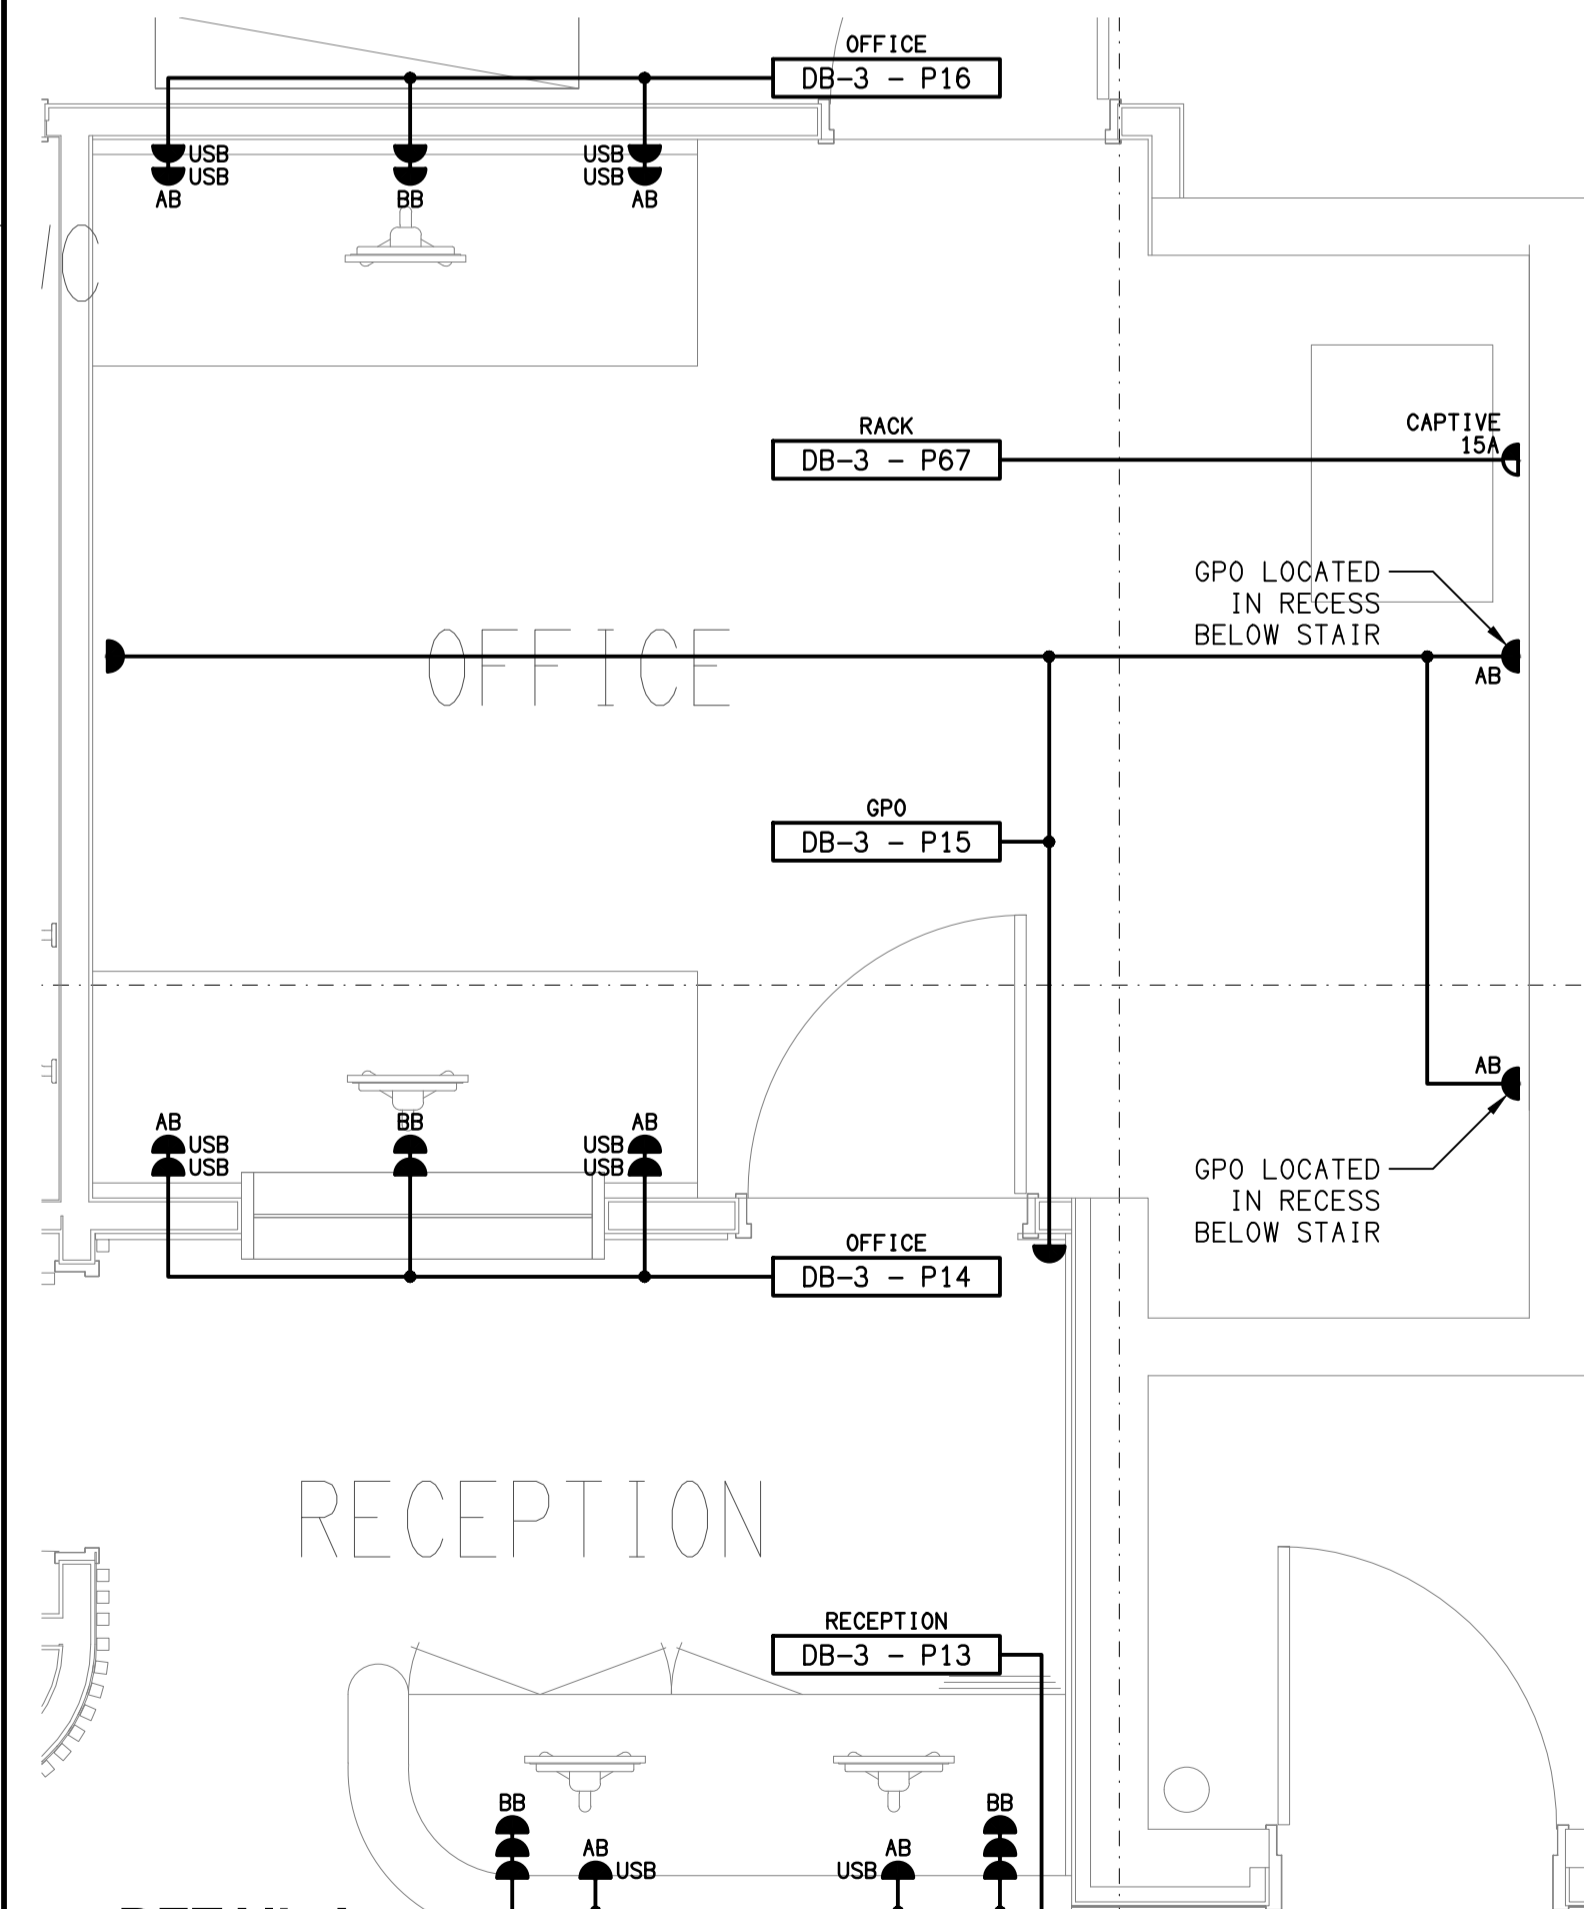 OFFICE
DB-3 - P16
USB
USB
AB
BB
USB
USB
AB
RACK
DB-3 - P67
CAPTIVE
15A
GPO LOCATED
IN RECESS
BELOW STAIR
AB
OFFICE
GPO
DB-3 - P15
AB
GPO LOCATED
IN RECESS
BELOW STAIR
AB
USB
USB
BB
AB
USB
USB
OFFICE
DB-3 - P14
RECEPTION
RECEPTION
DB-3 - P13
BB
AB
USB
AB
USB
BB